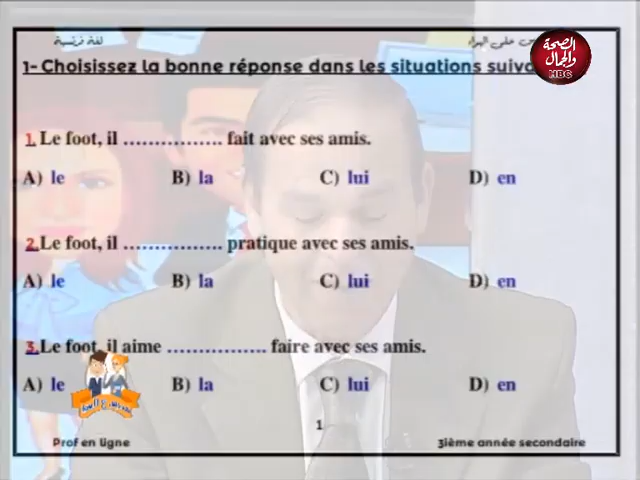 لغة فرنسية
على الهواء
الصحة
والجمال
HBC
1- Choisissez la bonne réponse dans les situations
1. Le foot, il ................ fait avec ses amis.
A) le B) la C) lui D) en
2. Le foot, il ................ pratique avec ses amis.
A) le B) la C) lui D) en
3. Le foot, il aime ................ faire avec ses amis.
A) le B) la C) lui D) en
1
Prof en ligne 3ième année secondaire